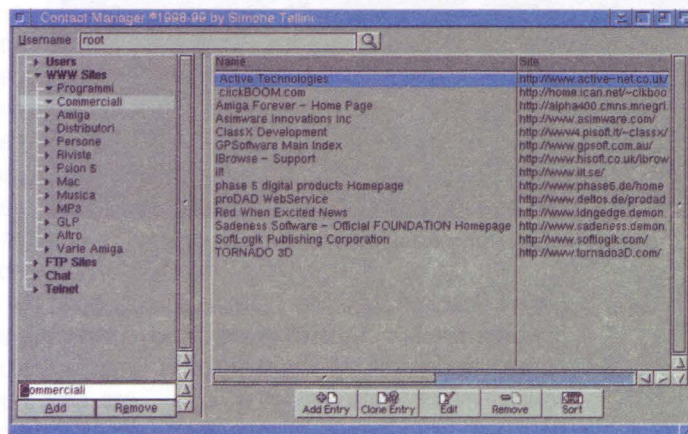 Contact Manager ©1998-99 by Simone Tellini
Username root
Users
WWW Sites
Programmi
Commerciali
Amiga
Distributori
Persone
Riviste
Psion 5
Mac
Musica
MP3
GLP
Altro
Varie Amiga
FTP Sites
Chat
Telnet
Commerciali
Add Remove
Name Site
Active Technologies http://www.active-net.co.uk/
clickBOOM.com http://home.ican.net/~clkboo
Amiga Forever - Home Page http://alpha400.cmns.mnegri.
Asimware Innovations Inc http://www.asimware.com/
ClassX Development http://www4.pisoft.it/~classx/
GPSoftware Main Index http://www.gpsoft.com.au/
IBrowse - Support http://www.hisoft.co.uk/ibrow
iit http://www.iit.se/
phase 5 digital products Homepage http://www.phase5.de/home
proDAD WebService http://www.deltos.de/prodad
Red When Excited News http://www.ldngedge.demon
Sadeness Software - Official FOUNDATION Homepage http://www.sadeness.demon.
SoftLogik Publishing Corporation http://www.softlogik.com/
TORNADO 3D http://www.tornado3D.com/
Add Entry Clone Entry Edit Remove Sort